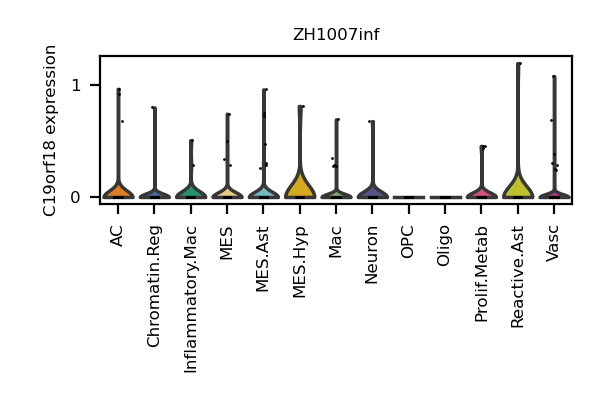 ZH1007inf
C19orf18 expression
1
0
AC
Chromatin.Reg
Inflammatory.Mac
MES
MES.Ast
MES.Hyp
Mac
Neuron
OPC
Oligo
Prolif.Metab
Reactive.Ast
Vasc